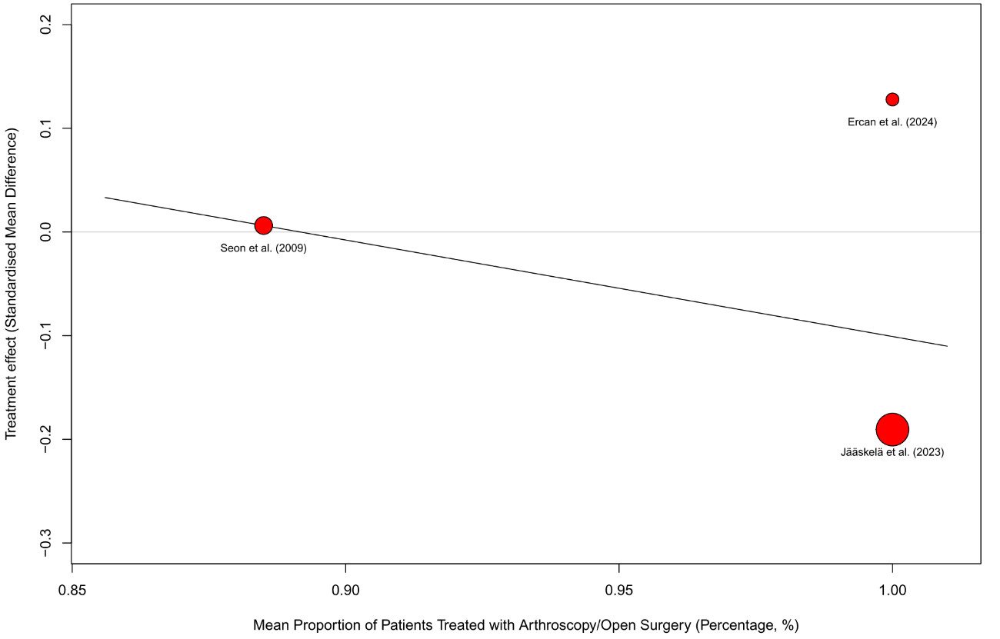 Treatment effect (Standardised Mean Difference)
0.2
0.1
0.0
−0.1
−0.2
−0.3
Ercan et al. (2024)
Seon et al. (2009)
Jääskelä et al. (2023)
0.85
0.90
0.95
1.00
Mean Proportion of Patients Treated with Arthroscopy/Open Surgery (Percentage, %)